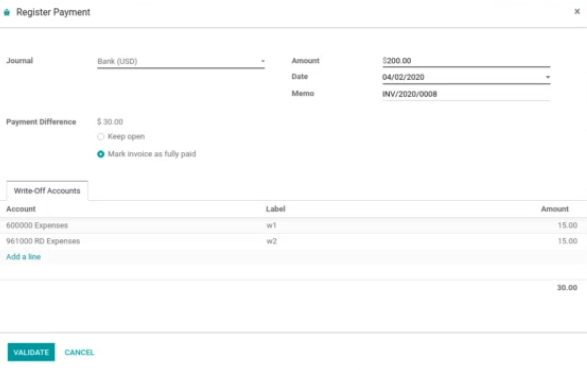 Register Payment ×
Journal Bank (USD) Amount $200.00
Date 04/02/2020
Memo INV/2020/0008
Payment Difference $ 30.00
Keep open
Mark invoice as fully paid
Write-Off Accounts
Account Label Amount
600000 Expenses w1 15.00
961000 RD Expenses w2 15.00
Add a line
30.00
VALIDATE CANCEL